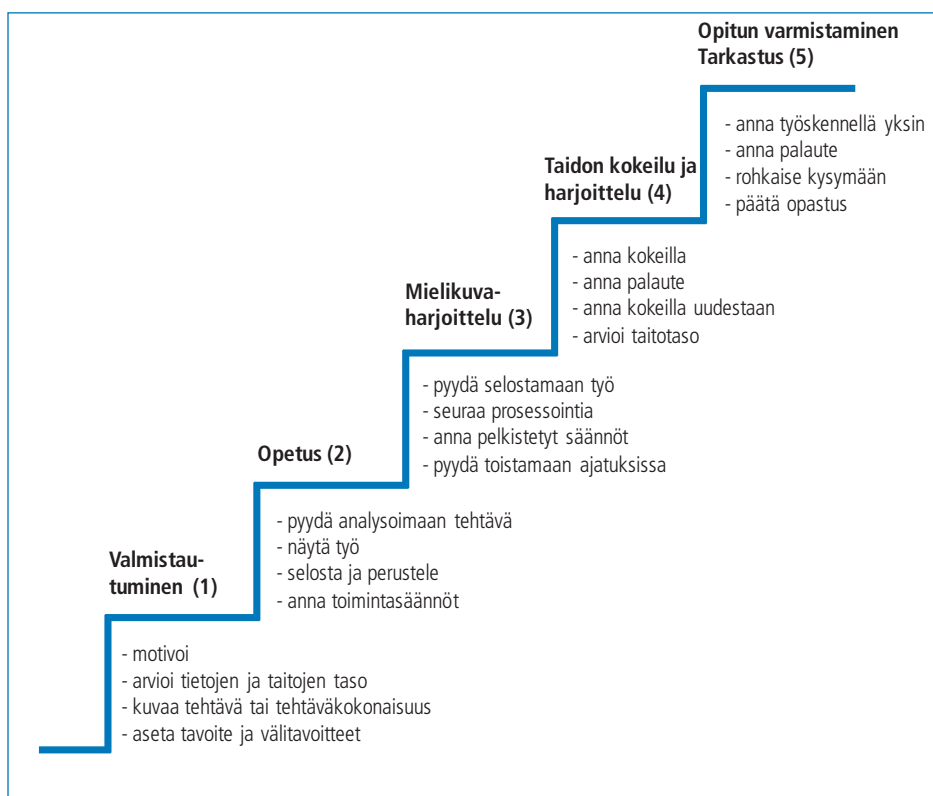 Opitun varmistaminen
Tarkastus (5)
- anna työskennellä yksin
- anna palaute
- rohkaise kysymään
- päätä opastus
Taidon kokeilu ja
harjoittelu (4)
- anna kokeilla
- anna palaute
- anna kokeilla uudestaan
- arvioi taitotaso
Mielikuva-
harjoittelu (3)
- pyydä selostamaan työ
- seuraa prosessointia
- anna pelkistetyt säännöt
- pyydä toistamaan ajatuksissa
Opetus (2)
- pyydä analysoimaan tehtävä
- näytä työ
- selosta ja perustele
- anna toimintasäännöt
Valmistau-
tuminen (1)
- motivoi
- arvioi tietojen ja taitojen taso
- kuvaa tehtävä tai tehtäväkokonaisuus
- aseta tavoite ja välitavoitteet